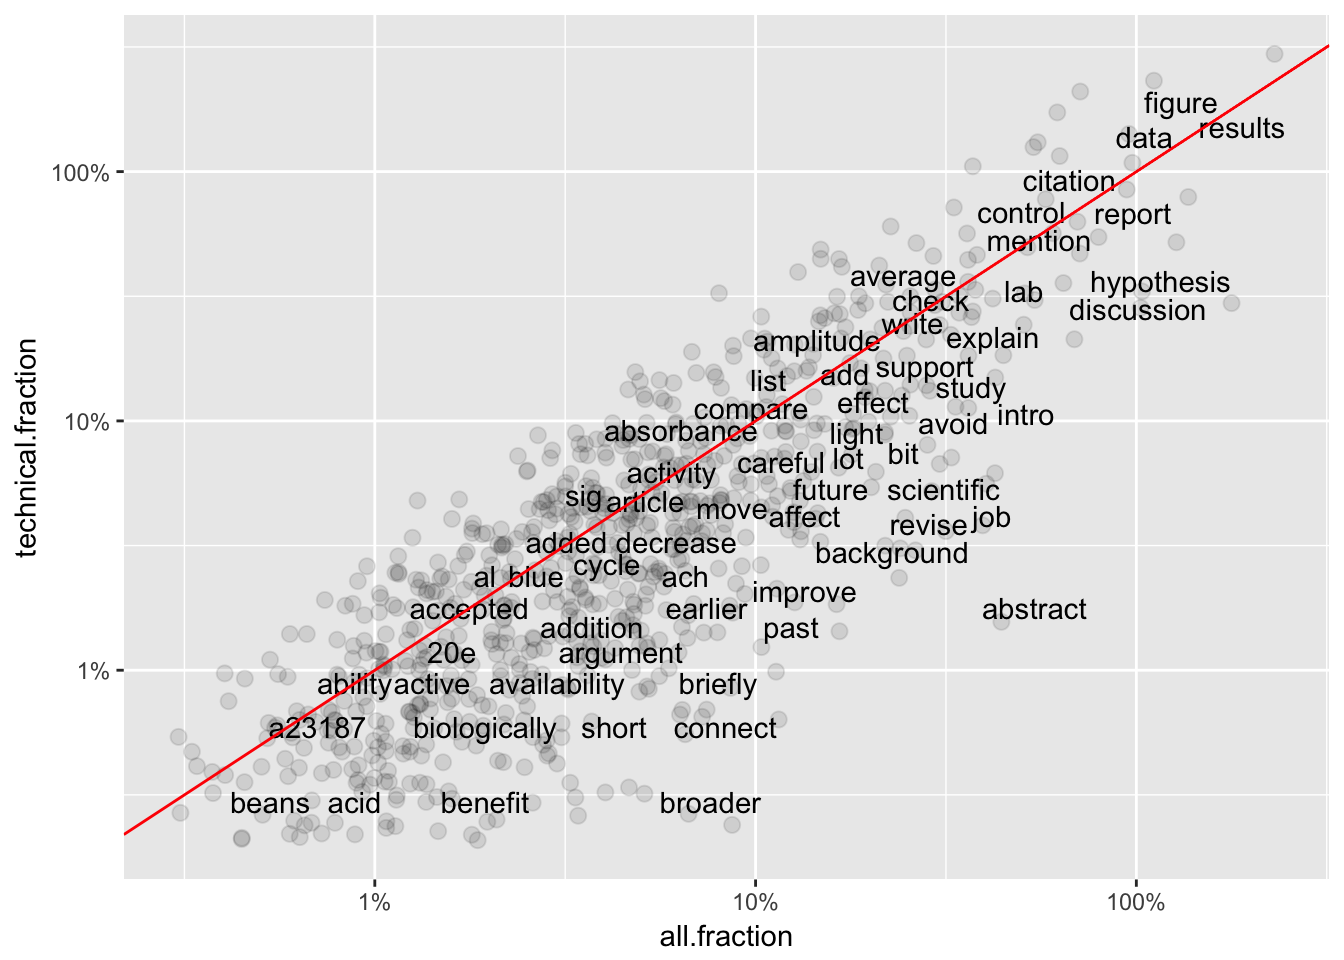 figure
results
data
100%
citation
control
report
mention
average
hypothesis
lab
check
discussion
write
amplitude
explain
support
list
add
study
compare
effect
intro
10%
avoid
absorbance
light
careful
lot
bit
activity
future
scientific
sig
article
move
affect
revise
job
added
decrease
background
cycle
al
blue
ach
improve
accepted
earlier
abstract
addition
past
20e
argument
1%
ability
active
availability
briefly
a23187
biologically
short
connect
beans
acid
benefit
broader
technical.fraction
1%
10%
100%
all.fraction